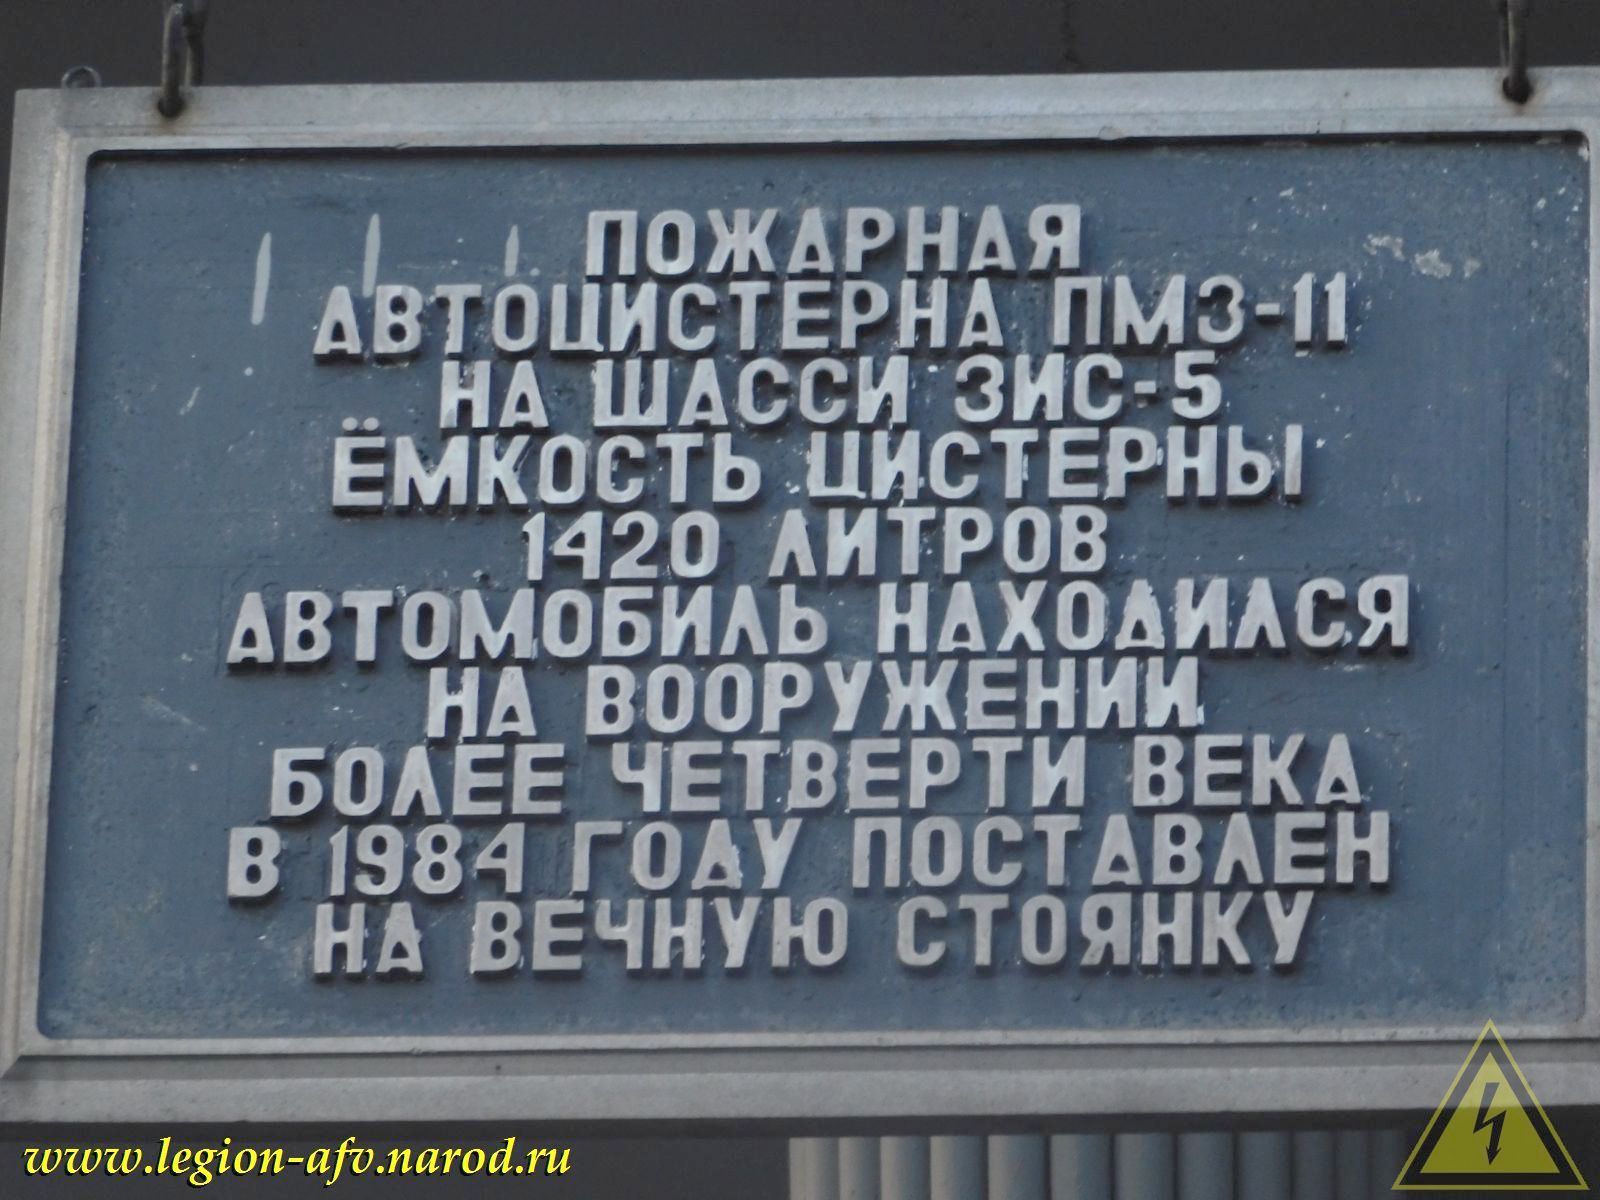 ПОЖАРНАЯ
АВТОЦИСТЕРНА ПМЗ-11
НА ШАССИ ЗИС-5
ЁМКОСТЬ ЦИСТЕРНЫ
1420 ЛИТРОВ
АВТОМОБИЛЬ НАХОДИЛСЯ
НА ВООРУЖЕНИИ
БОЛЕЕ ЧЕТВЕРТИ ВЕКА
В 1984 ГОДУ ПОСТАВЛЕН
НА ВЕЧНУЮ СТОЯНКУ
www.legion-afv.narod.ru